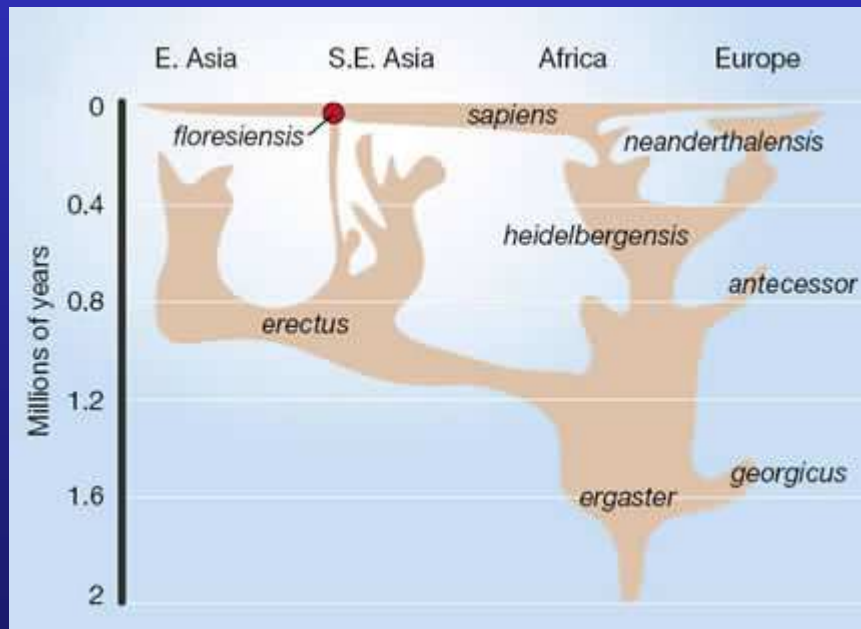 E. Asia
S.E. Asia
Africa
Europe
0
sapiens
floresiensis
neanderthalensis
0.4
heidelbergensis
antecessor
0.8
erectus
Millions of years
1.2
georgicus
1.6
ergaster
2